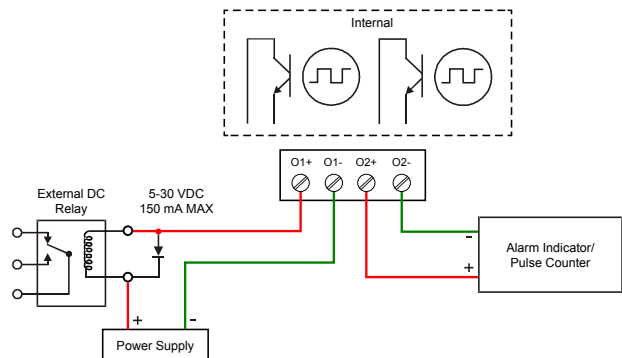 Internal
O1+ O1- O2+ O2-
External DC
Relay
5-30 VDC
150 mA MAX
-
Alarm Indicator/
Pulse Counter
+
+ -
Power Supply